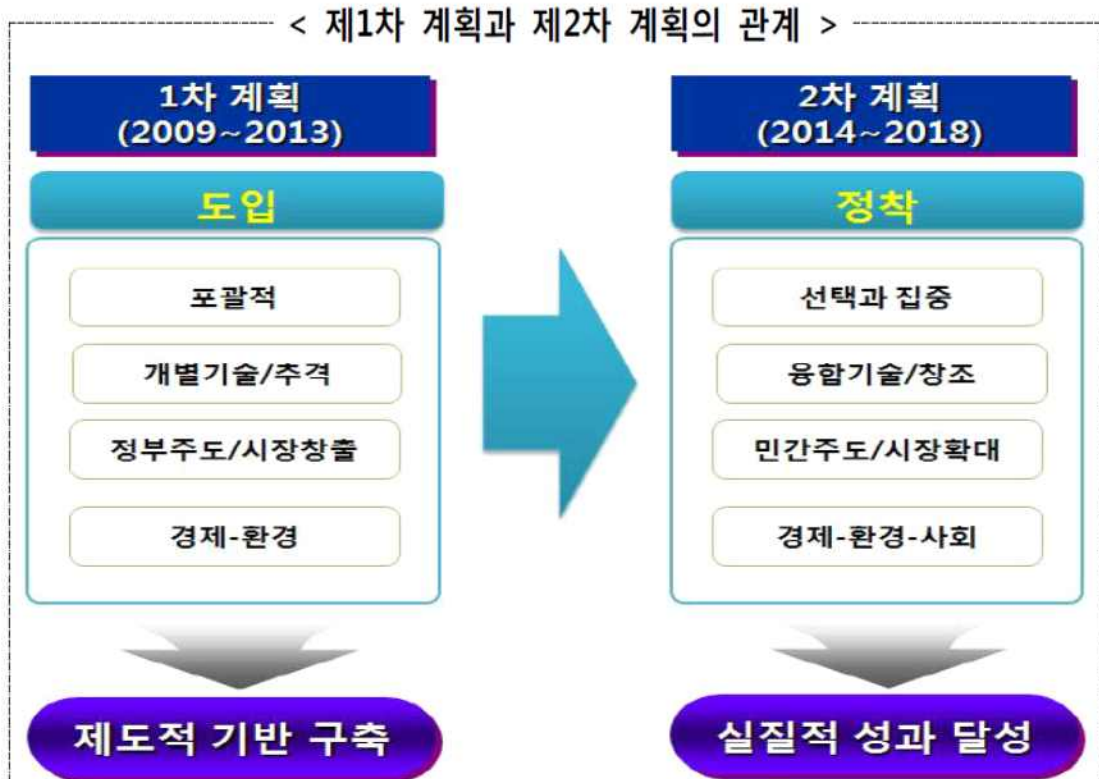 < 제1차 계획과 제2차 계획의 관계 >
1차 계획
(2009~2013)
도입
포괄적
개별기술/추격
정부주도/시장창출
경제-환경
제도적 기반 구축
2차 계획
(2014~2018)
정착
선택과 집중
융합기술/창조
민간주도/시장확대
경제-환경-사회
실질적 성과 달성